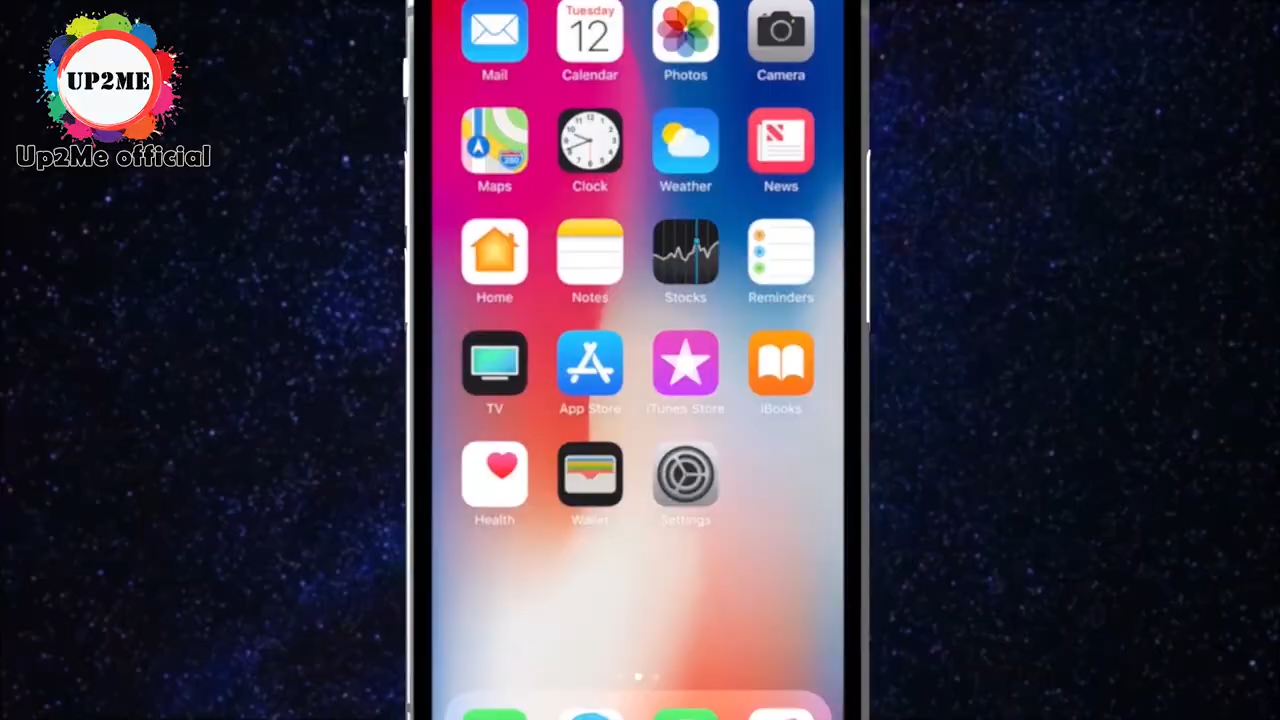 UP2ME
Up2Me official
Tuesday
12
Mail Calendar Photos Camera
280
Maps Clock Weather News
Home Notes Stocks Reminders
TV App Store iTunes Store iBooks
Health Wallet Settings